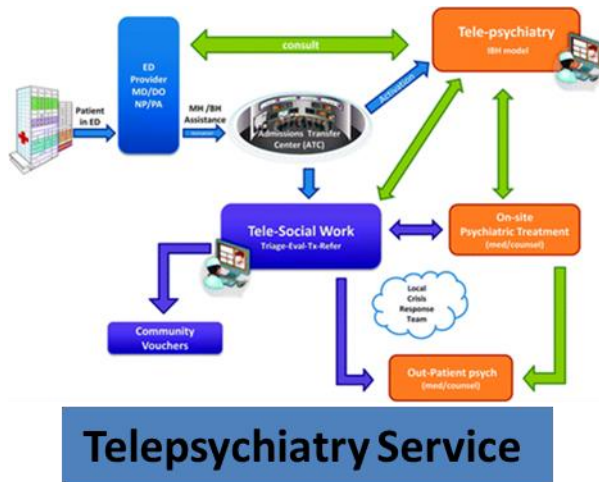 Tele-psychiatry
IBH model
consult
ED
Provider
MD/DO
NP/PA
Patient
in ED
MH /BH
Assistance
Activation
Admissions Transfer
Center (ATC)
Tele-Social Work
Triage-Eval-Tx-Refer
On-site
Psychiatric Treatment
(med/counsel)
Local
Crisis
Response
Team
Community
Vouchers
Out-Patient psych
(med/counsel)
Telepsychiatry Service